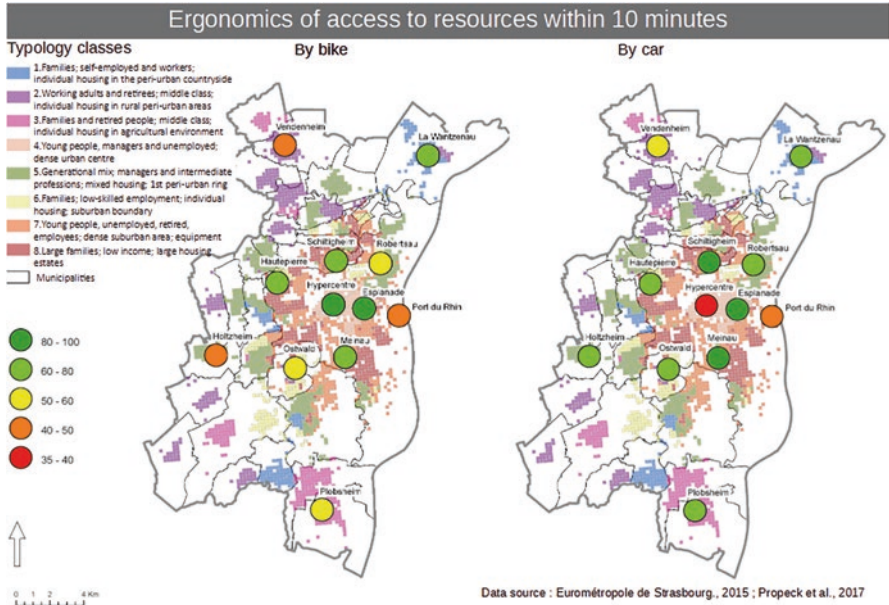 Ergonomics of access to resources within 10 minutes
Typology classes
1.Families; self-employed and workers;
individual housing in the peri-urban countryside
2.Working adults and retirees; middle class;
individual housing in rural peri-urban areas
3.Families and retired people; middle class;
individual housing in agricultural environment
4.Young people, managers and unemployed;
dense urban centre
5.Generational mix; managers and intermediate
professions; mixed housing; 1st peri-urban ring
6.Families; low-skilled employment; individual
housing; suburban boundary
7.Young people, unemployed, retired,
employees; dense suburban area; equipment
8.Large families; low income; large housing
estates
Municipalities
80 - 100
60 - 80
50 - 60
40 - 50
35 - 40
0 1 2 4 Km
By bike
Vendenheim
La Wantzenau
Schiltigheim
Robertsau
Hautepierre
Hypercentre
Esplanade
Port du Rhin
Holtzheim
Ostwald
Meinau
Plobsheim
By car
Vendenheim
La Wantzenau
Schiltigheim
Robertsau
Hautepierre
Hypercentre
Esplanade
Port du Rhin
Holtzheim
Ostwald
Meinau
Plobsheim
Data source : Eurométropole de Strasbourg., 2015 ; Propeck et al., 2017